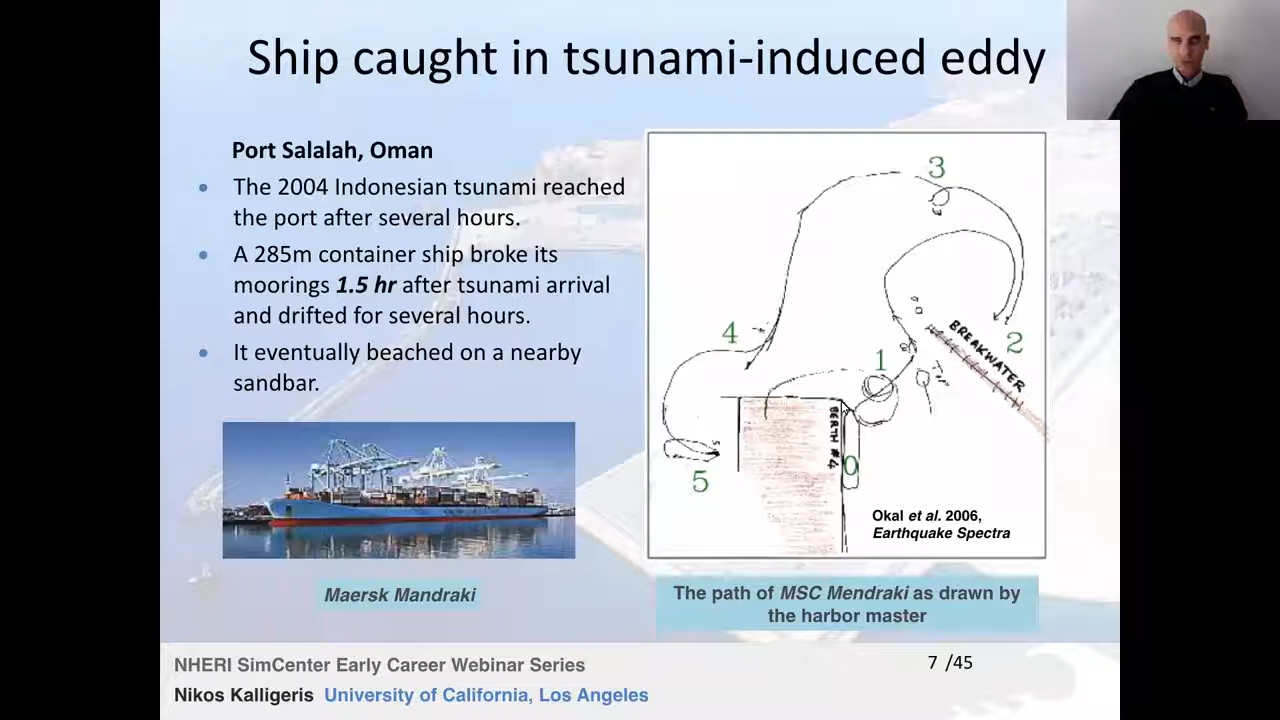 Ship caught in tsunami-induced eddy
Port Salalah, Oman
The 2004 Indonesian tsunami reached
the port after several hours.
A 285m container ship broke its
moorings 1.5 hr after tsunami arrival
and drifted for several hours.
It eventually beached on a nearby
sandbar.
Maersk Mandraki
3
2
4
1
BREAKWATER
BERTH #4
0
5
Okal et al. 2006,
Earthquake Spectra
The path of MSC Mendraki as drawn by
the harbor master
NHERI SimCenter Early Career Webinar Series
7 /45
Nikos Kalligeris University of California, Los Angeles